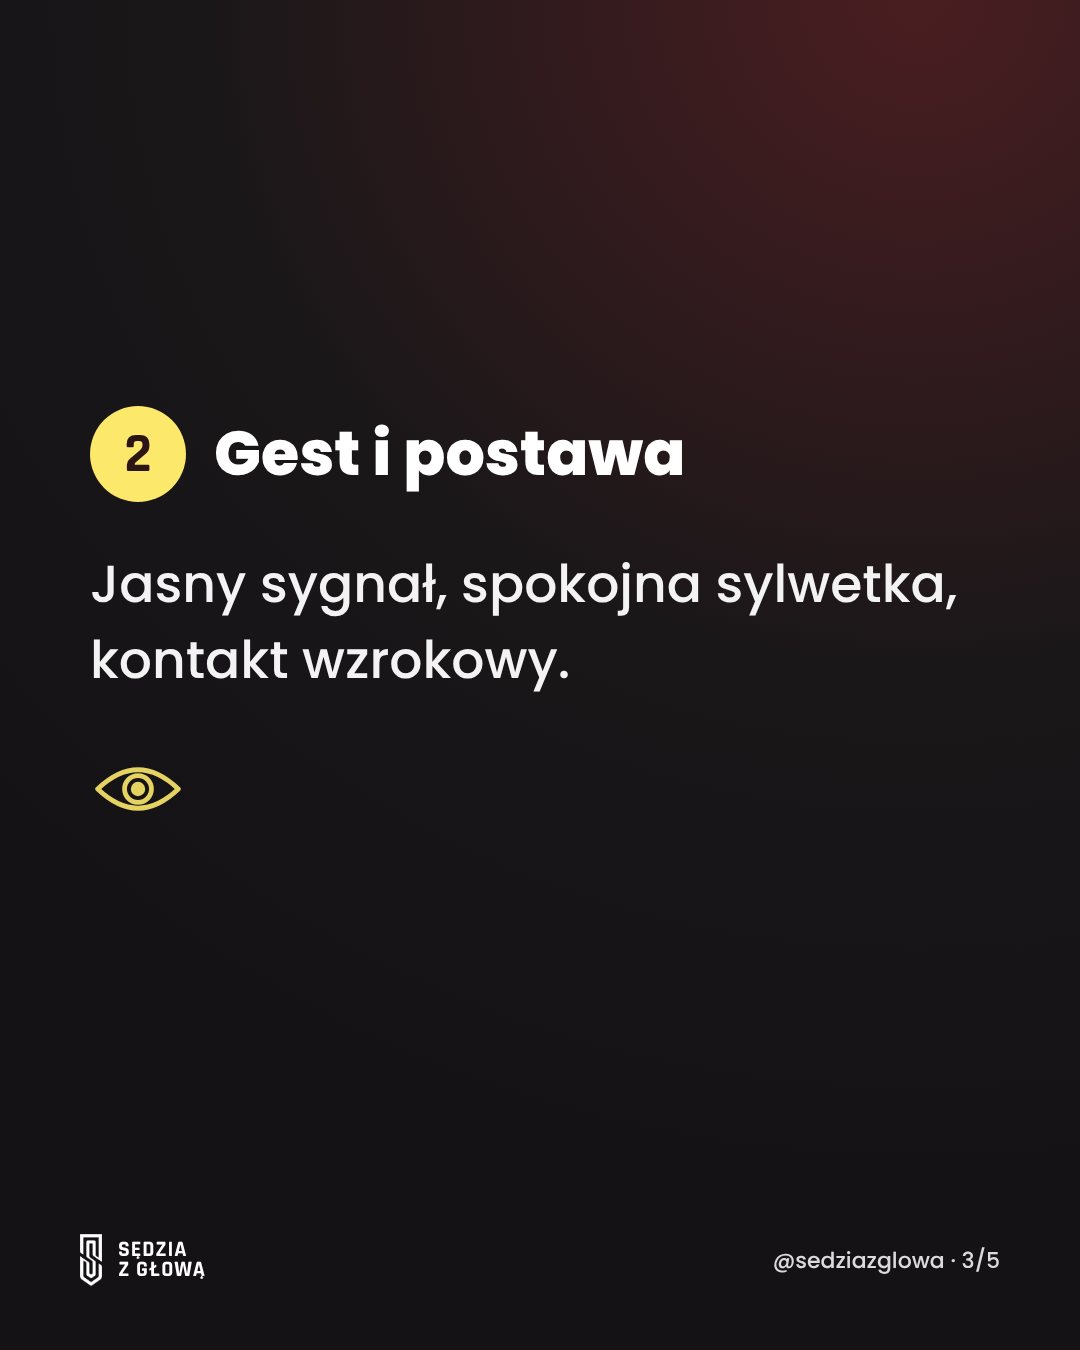 2 Gest i postawa
Jasny sygnał, spokojna sylwetka,
kontakt wzrokowy.
SĘDZIA
Z GŁOWĄ
@sedziazglowa · 3/5